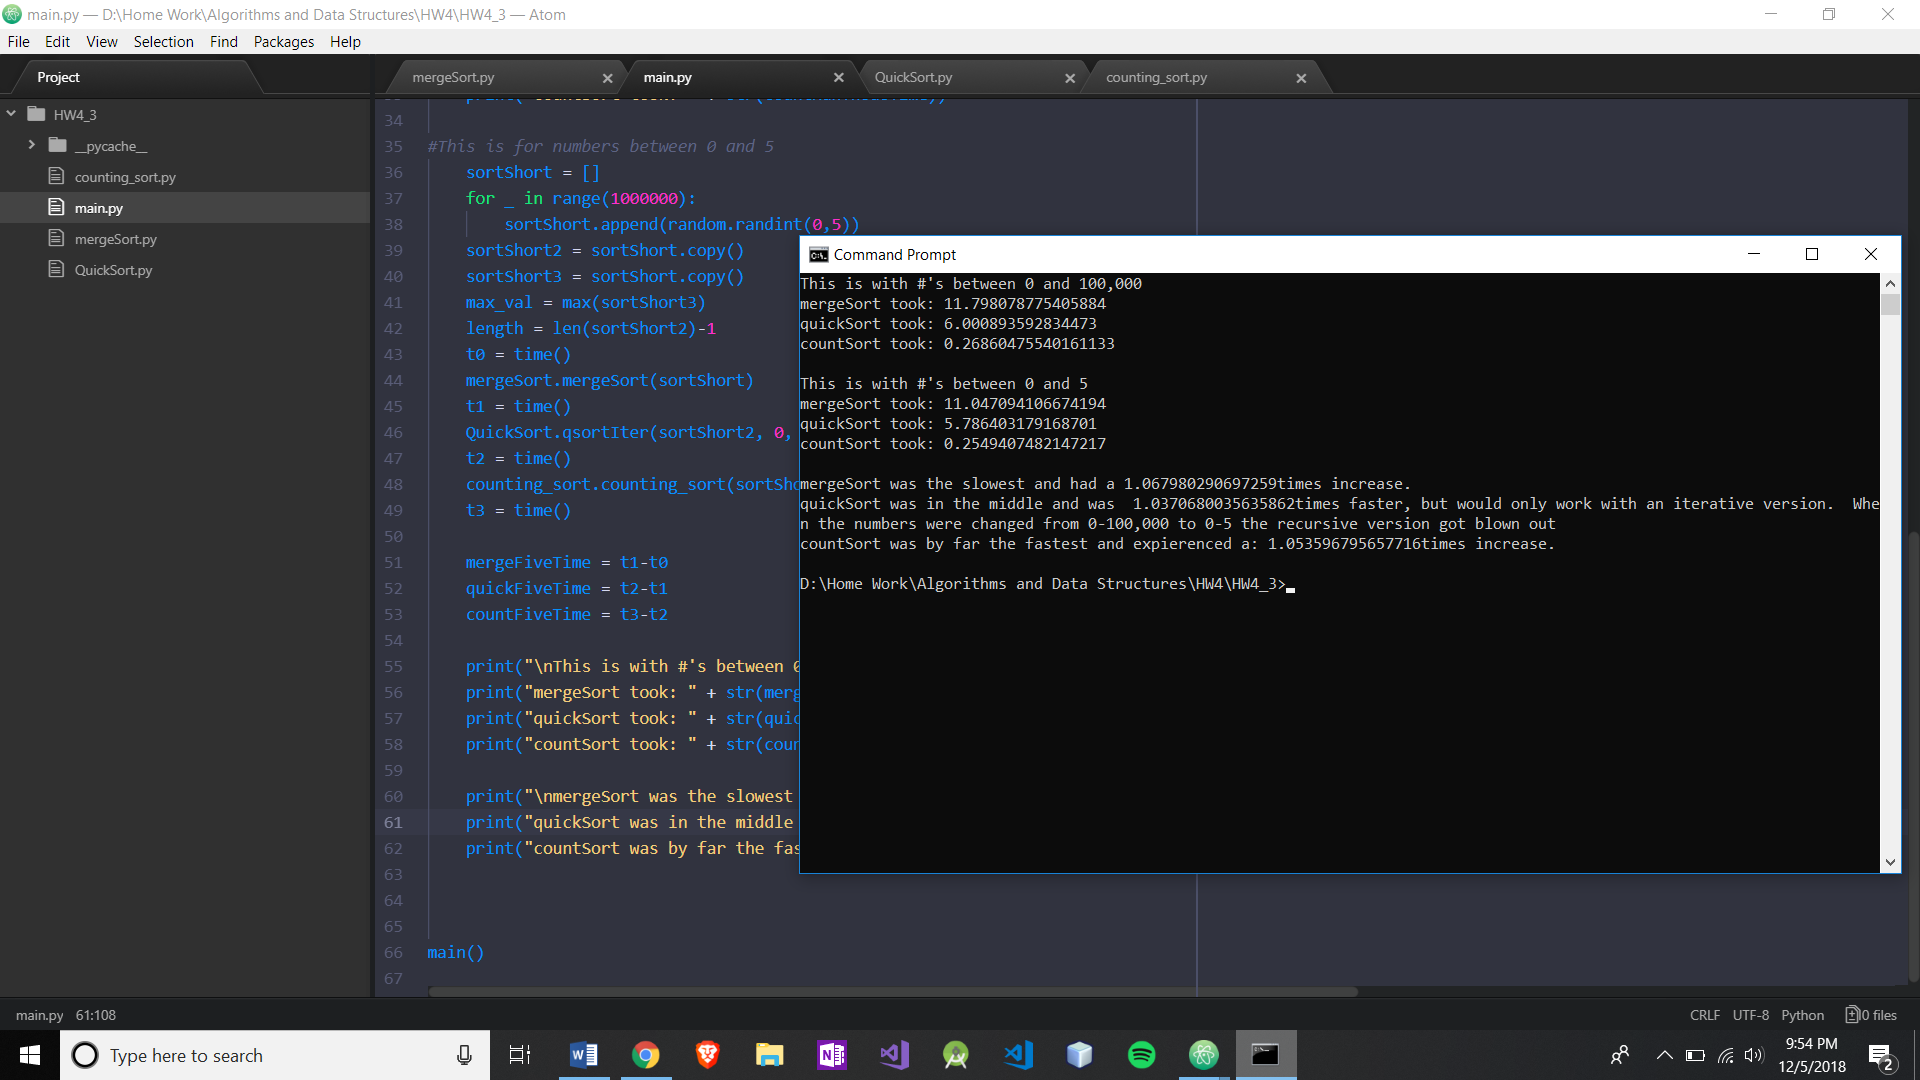 main.py — D:\Home Work\Algorithms and Data Structures\HW4\HW4_3 — Atom
File Edit View Selection Find Packages Help
Project
mergeSort.py
main.py
QuickSort.py
counting_sort.py
HW4_3
__pycache__
counting_sort.py
main.py
mergeSort.py
QuickSort.py
34
35 #This is for numbers between 0 and 5
36 sortShort = []
37 for _ in range(1000000):
38 sortShort.append(random.randint(0,5))
39 sortShort2 = sortShort.copy()
40 sortShort3 = sortShort.copy()
41 max_val = max(sortShort3)
42 length = len(sortShort2)-1
43 t0 = time()
44 mergeSort.mergeSort(sortShort)
45 t1 = time()
46 QuickSort.qsortIter(sortShort2, 0,
47 t2 = time()
48 counting_sort.counting_sort(sortSho
49 t3 = time()
50
51 mergeFiveTime = t1-t0
52 quickFiveTime = t2-t1
53 countFiveTime = t3-t2
54
55 print("\nThis is with #'s between 0
56 print("mergeSort took: " + str(merg
57 print("quickSort took: " + str(quic
58 print("countSort took: " + str(coun
59
60 print("\nmergeSort was the slowest
61 print("quickSort was in the middle
62 print("countSort was by far the fas
63
64
65
66 main()
67
Command Prompt
This is with #'s between 0 and 100,000
mergeSort took: 11.798078775405884
quickSort took: 6.000893592834473
countSort took: 0.26860475540161133
This is with #'s between 0 and 5
mergeSort took: 11.047094106674194
quickSort took: 5.786403179168701
countSort took: 0.2549407482147217
mergeSort was the slowest and had a 1.067980290697259times increase.
quickSort was in the middle and was  1.0370680035635862times faster, but would only work with an iterative version.  Whe
n the numbers were changed from 0-100,000 to 0-5 the recursive version got blown out
countSort was by far the fastest and expierenced a: 1.053596795657716times increase.
D:\Home Work\Algorithms and Data Structures\HW4\HW4_3>
main.py 61:108
CRLF UTF-8 Python 0 files
Type here to search
9:54 PM
12/5/2018
2